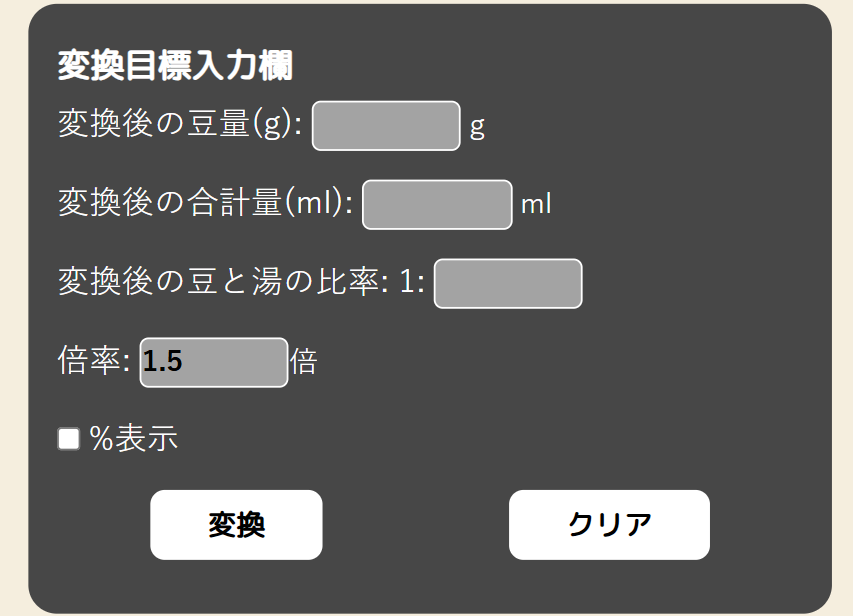 変換目標入力欄
変換後の豆量(g): g
変換後の合計量(ml): ml
変換後の豆と湯の比率: 1:
倍率: 1.5倍
%表示
変換 クリア